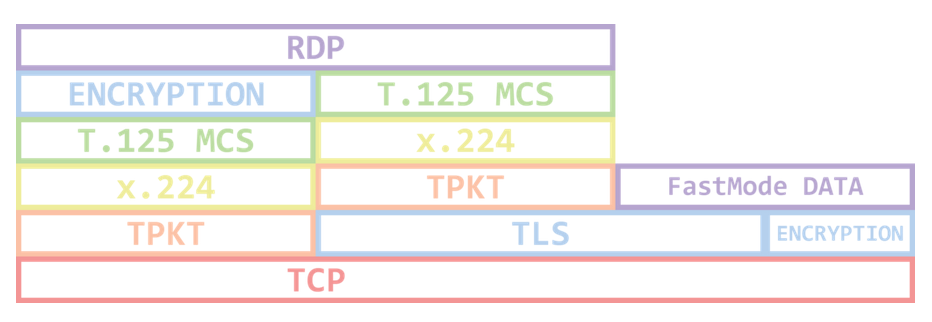 RDP
ENCRYPTION T.125 MCS
T.125 MCS x.224
x.224 TPKT FastMode DATA
TPKT TLS ENCRYPTION
TCP